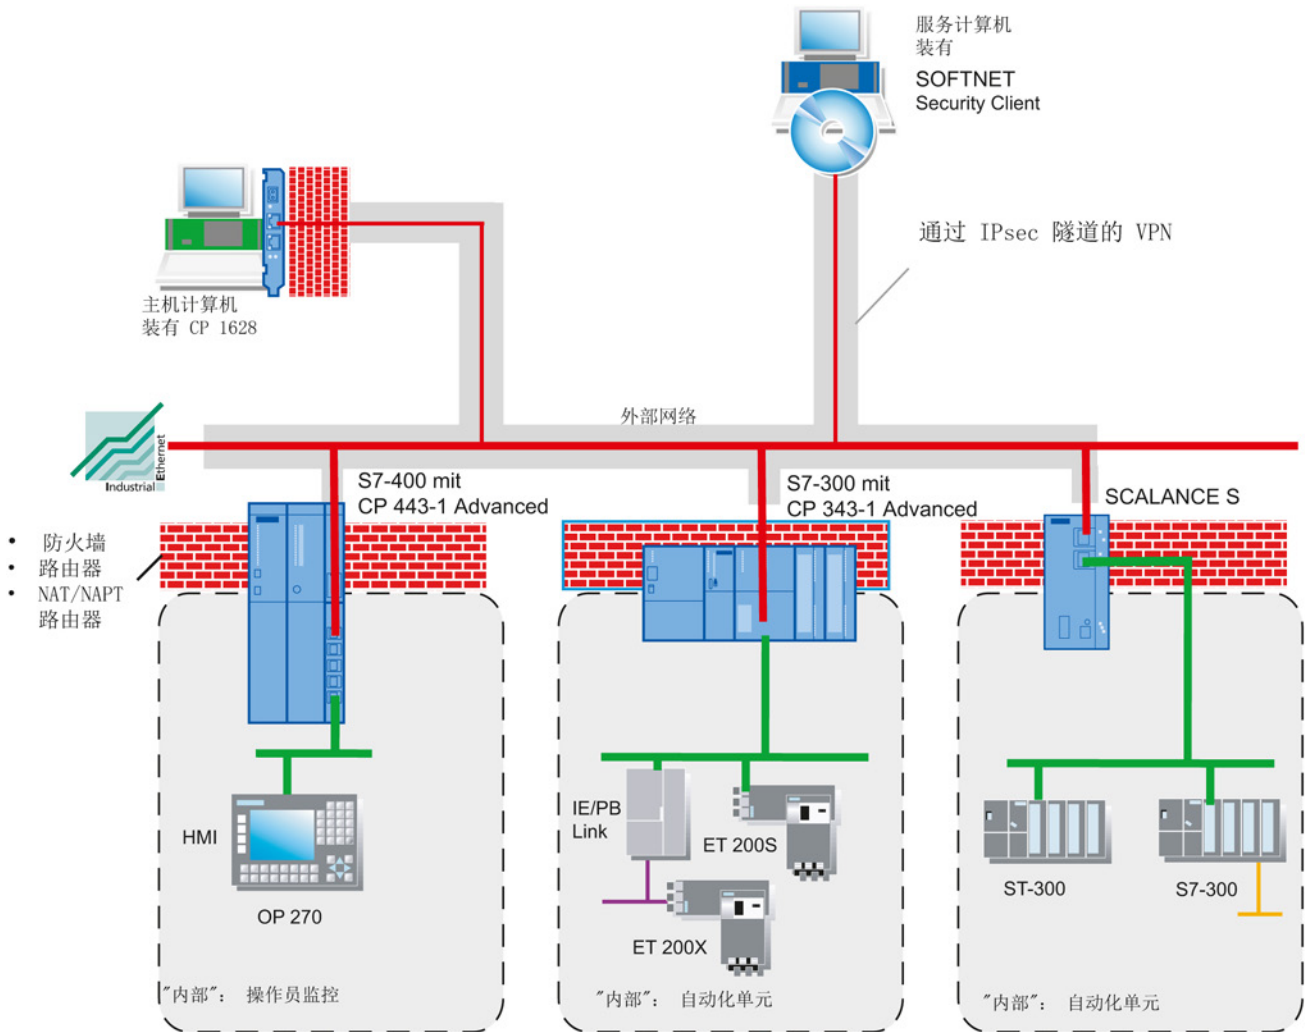 服务计算机
装有
SOFTNET
Security Client
通过 IPsec 隧道的 VPN
主机计算机
装有 CP 1628
外部网络
Industrial Ethernet
S7-400 mit
CP 443-1 Advanced
S7-300 mit
CP 343-1 Advanced
SCALANCE S
• 防火墙
• 路由器
• NAT/NAPT
路由器
HMI
OP 270
IE/PB
Link
ET 200S
ET 200X
ST-300
S7-300
"内部": 操作员监控
"内部": 自动化单元
"内部": 自动化单元